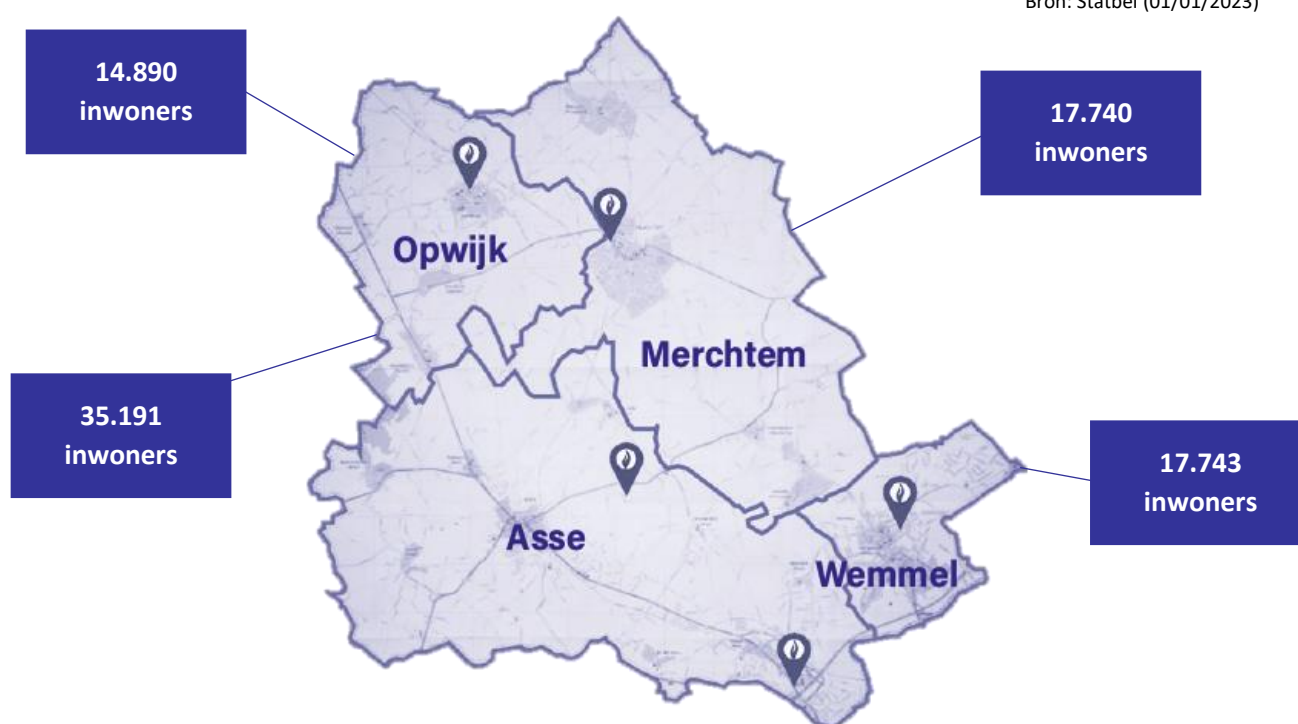 Bron: Statbel (01/01/2023)
14.890
inwoners
17.740
inwoners
Opwijk
Merchtem
35.191
inwoners
17.743
inwoners
Asse
Wemmel